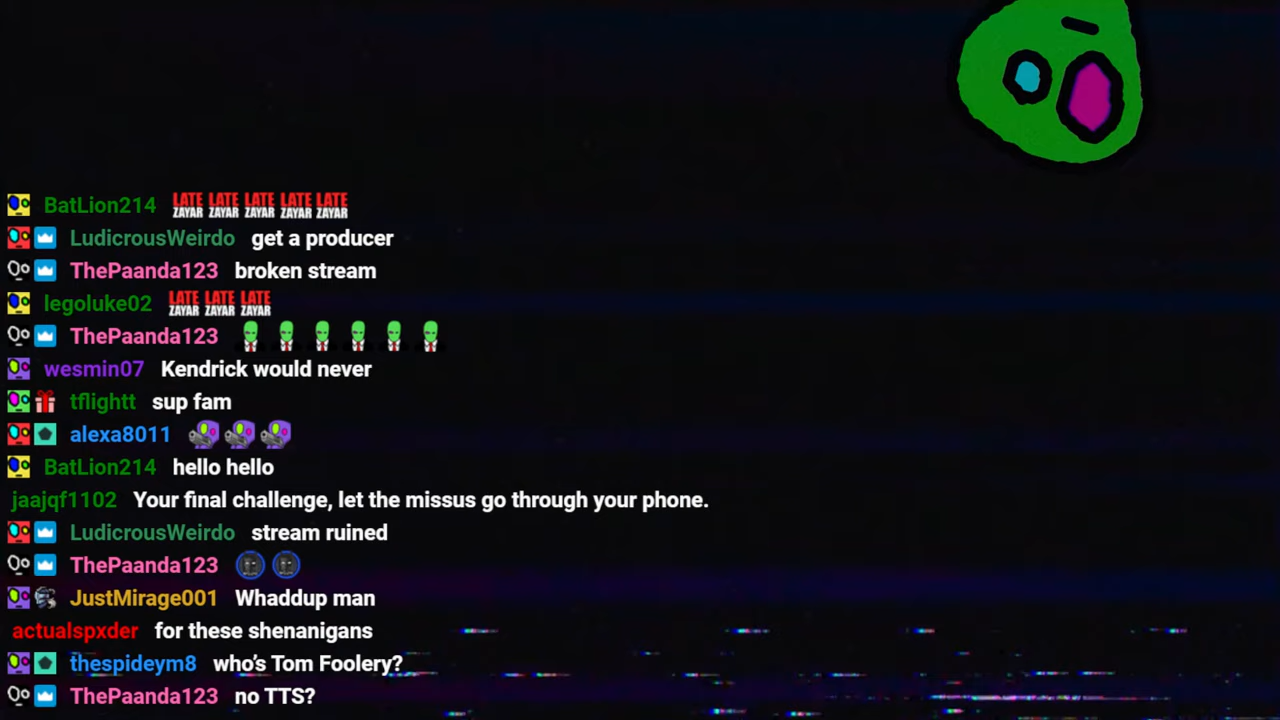 BatLion214 LATE ZAYAR LATE ZAYAR LATE ZAYAR LATE ZAYAR LATE ZAYAR
LudicrousWeirdo get a producer
ThePaanda123 broken stream
legoluke02 LATE ZAYAR LATE ZAYAR LATE ZAYAR
ThePaanda123
wesmin07 Kendrick would never
tflightt sup fam
alexa8011
BatLion214 hello hello
jaajqf1102 Your final challenge, let the missus go through your phone.
LudicrousWeirdo stream ruined
ThePaanda123
JustMirage001 Whaddup man
actualspxder for these shenanigans
thespideym8 who’s Tom Foolery?
ThePaanda123 no TTS?